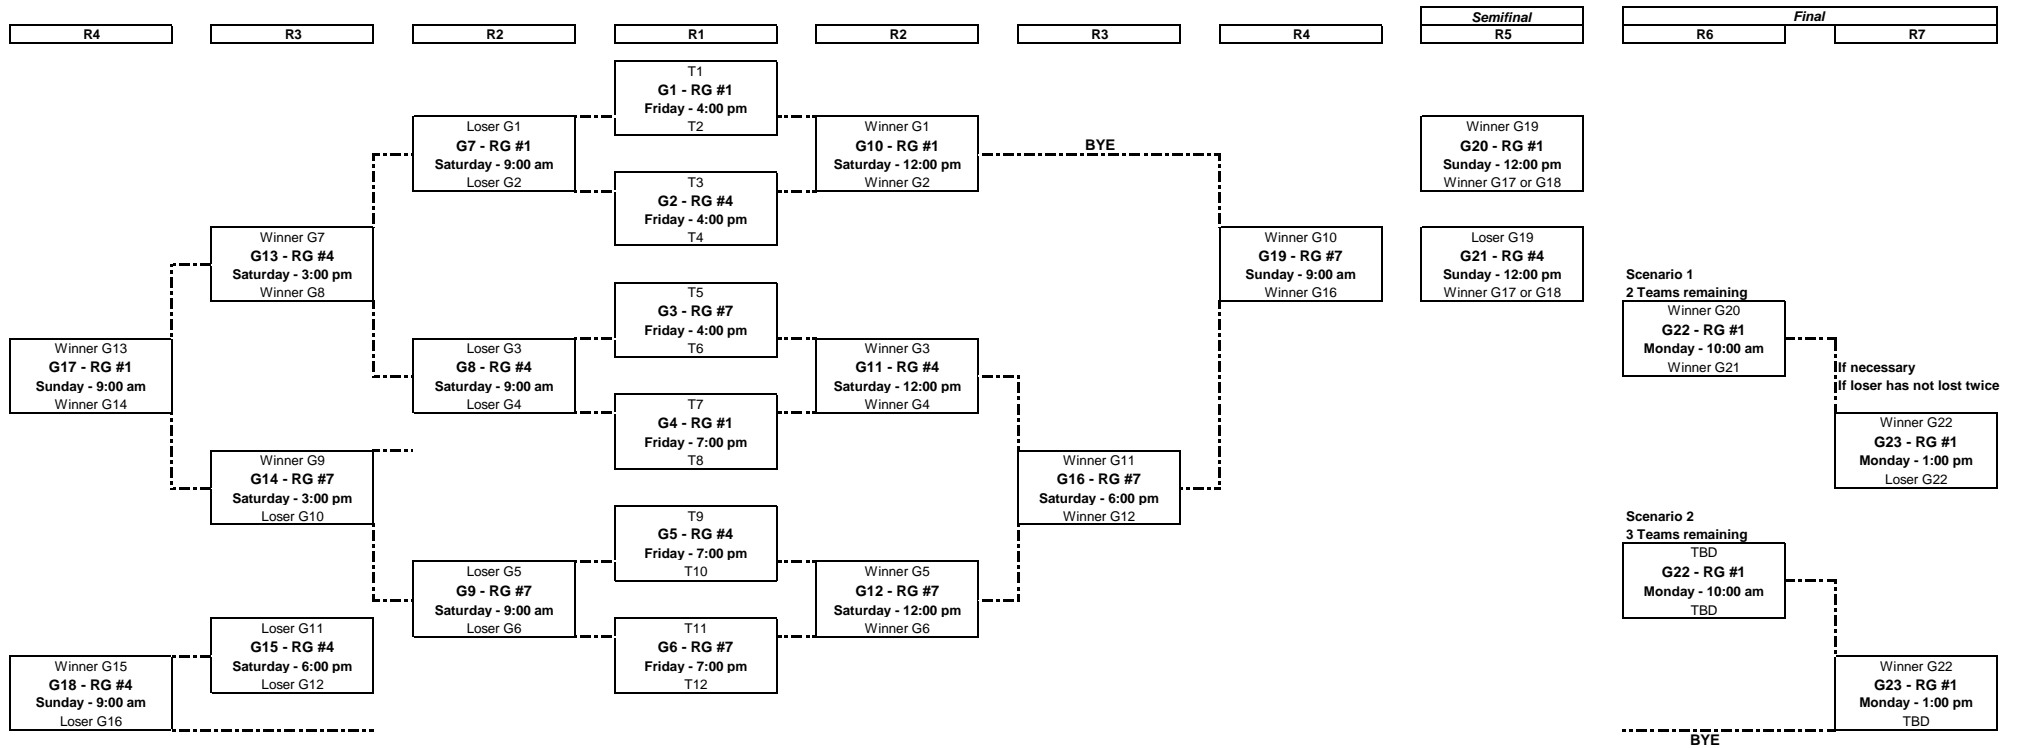 Semifinal
Final
R4
R3
R2
R1
R2
R3
R4
R5
R6
R7
T1
G1 - RG #1
Friday - 4:00 pm
T2
Loser G1
G7 - RG #1
Saturday - 9:00 am
Loser G2
Winner G1
G10 - RG #1
Saturday - 12:00 pm
Winner G2
BYE
Winner G19
G20 - RG #1
Sunday - 12:00 pm
Winner G17 or G18
T3
G2 - RG #4
Friday - 4:00 pm
T4
Winner G7
G13 - RG #4
Saturday - 3:00 pm
Winner G8
Winner G10
G19 - RG #7
Sunday - 9:00 am
Winner G16
Loser G19
G21 - RG #4
Sunday - 12:00 pm
Winner G17 or G18
Scenario 1
2 Teams remaining
Winner G20
G22 - RG #1
Monday - 10:00 am
Winner G21
T5
G3 - RG #7
Friday - 4:00 pm
T6
Winner G13
G17 - RG #1
Sunday - 9:00 am
Winner G14
Loser G3
G8 - RG #4
Saturday - 9:00 am
Loser G4
Winner G3
G11 - RG #4
Saturday - 12:00 pm
Winner G4
If necessary
If loser has not lost twice
T7
G4 - RG #1
Friday - 7:00 pm
T8
Winner G22
G23 - RG #1
Monday - 1:00 pm
Loser G22
Winner G9
G14 - RG #7
Saturday - 3:00 pm
Loser G10
Winner G11
G16 - RG #7
Saturday - 6:00 pm
Winner G12
T9
G5 - RG #4
Friday - 7:00 pm
T10
Scenario 2
3 Teams remaining
TBD
G22 - RG #1
Monday - 10:00 am
TBD
Loser G5
G9 - RG #7
Saturday - 9:00 am
Loser G6
Winner G5
G12 - RG #7
Saturday - 12:00 pm
Winner G6
Loser G11
G15 - RG #4
Saturday - 6:00 pm
Loser G12
T11
G6 - RG #7
Friday - 7:00 pm
T12
Winner G15
G18 - RG #4
Sunday - 9:00 am
Loser G16
Winner G22
G23 - RG #1
Monday - 1:00 pm
TBD
BYE